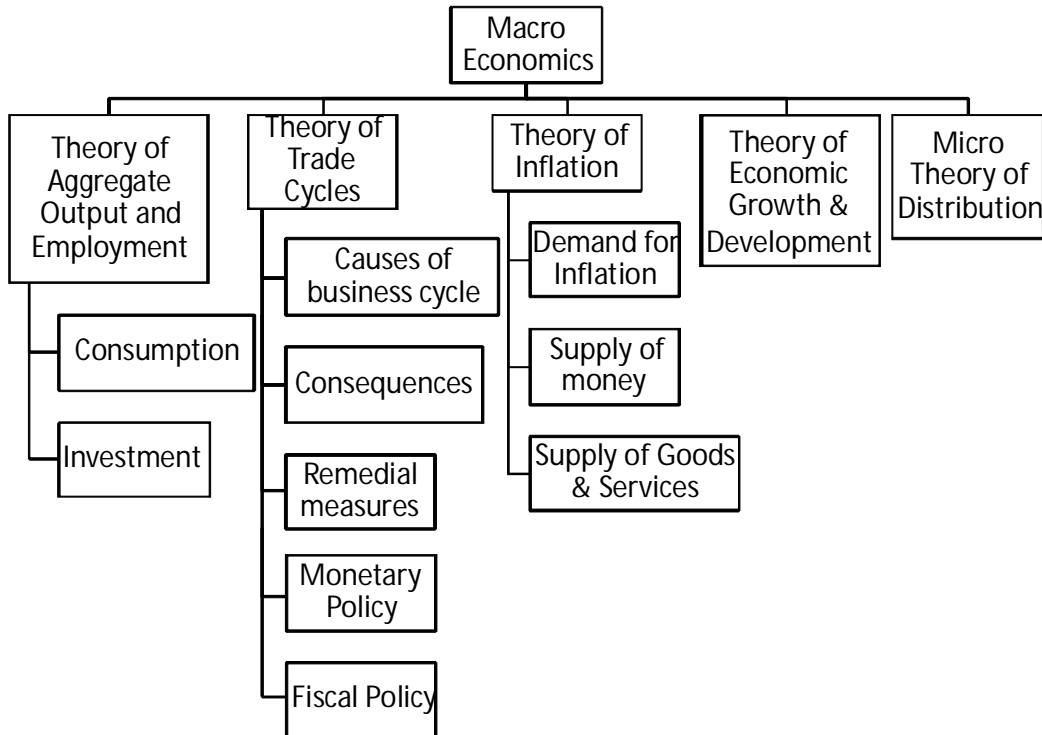 Macro
Economics
Theory of
Aggregate
Output and
Employment
Consumption
Investment
Theory of
Trade
Cycles
Causes of
business cycle
Consequences
Remedial
measures
Monetary
Policy
Fiscal Policy
Theory of
Inflation
Demand for
Inflation
Supply of
money
Supply of Goods
& Services
Theory of
Economic
Growth &
Development
Micro
Theory of
Distribution